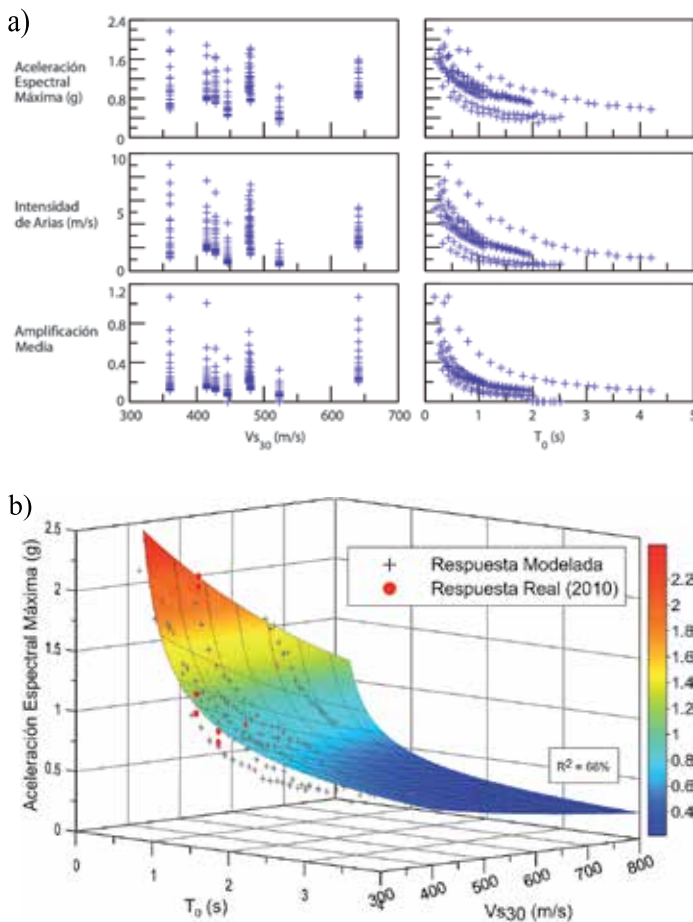 a)
Aceleración
Espectral
Máxima (g)
2.4
1.6
0.8
0
Intensidad
de Arias (m/s)
10
5
0
Amplificación
Media
1.2
0.8
0.4
0
300 400 500 600 700
Vs30 (m/s)
0 1 2 3 4 5
T0 (s)
b)
Aceleración Espectral Máxima (g)
2.5
2
1.5
1
0.5
0
+ Respuesta Modelada
Respuesta Real (2010)
R2 = 66%
2.2
2
1.8
1.6
1.4
1.2
1
0.8
0.6
0.4
0 1 2 3
T0 (s)
300 400 500 600 700 800
Vs30 (m/s)